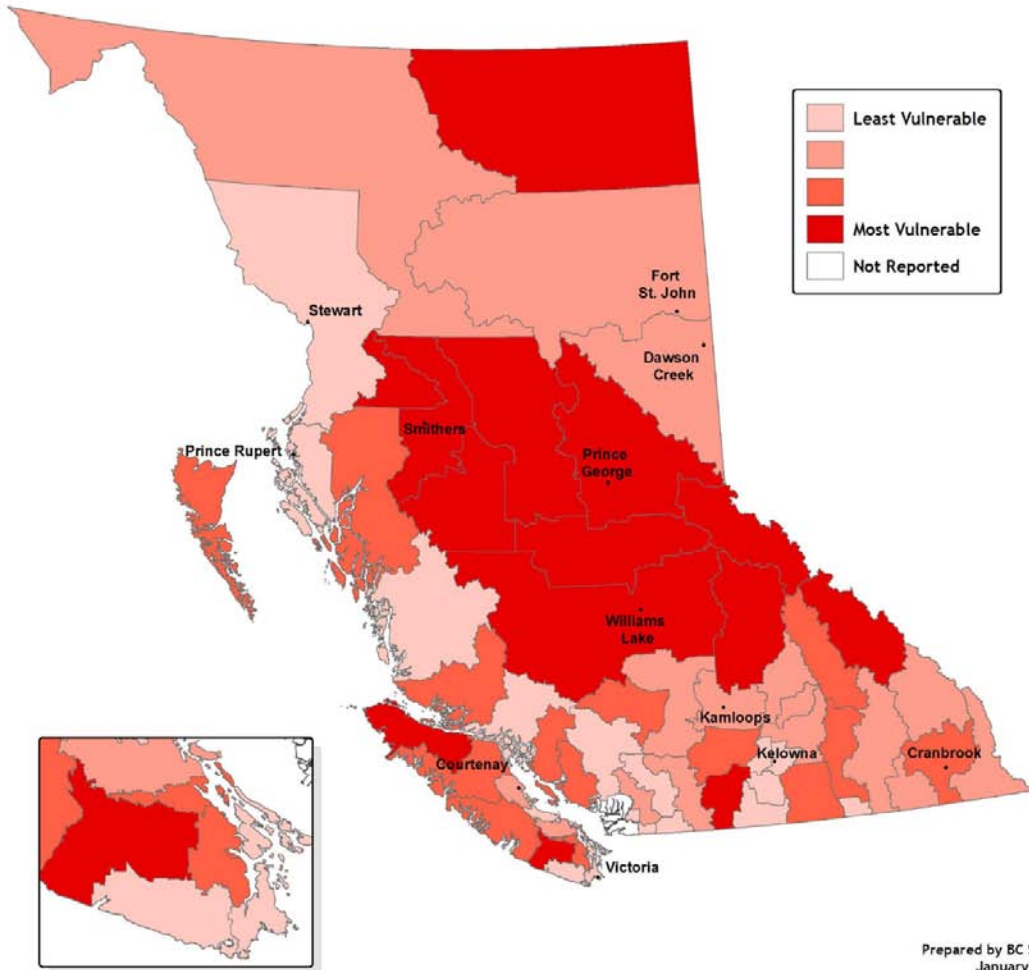 Least Vulnerable
Most Vulnerable
Not Reported
Fort
St. John
Stewart
Dawson
Creek
Smithers
Prince Rupert
Prince
George
Williams
Lake
Kamloops
Kelowna
Cranbrook
Courtenay
Victoria
Prepared by BC
January